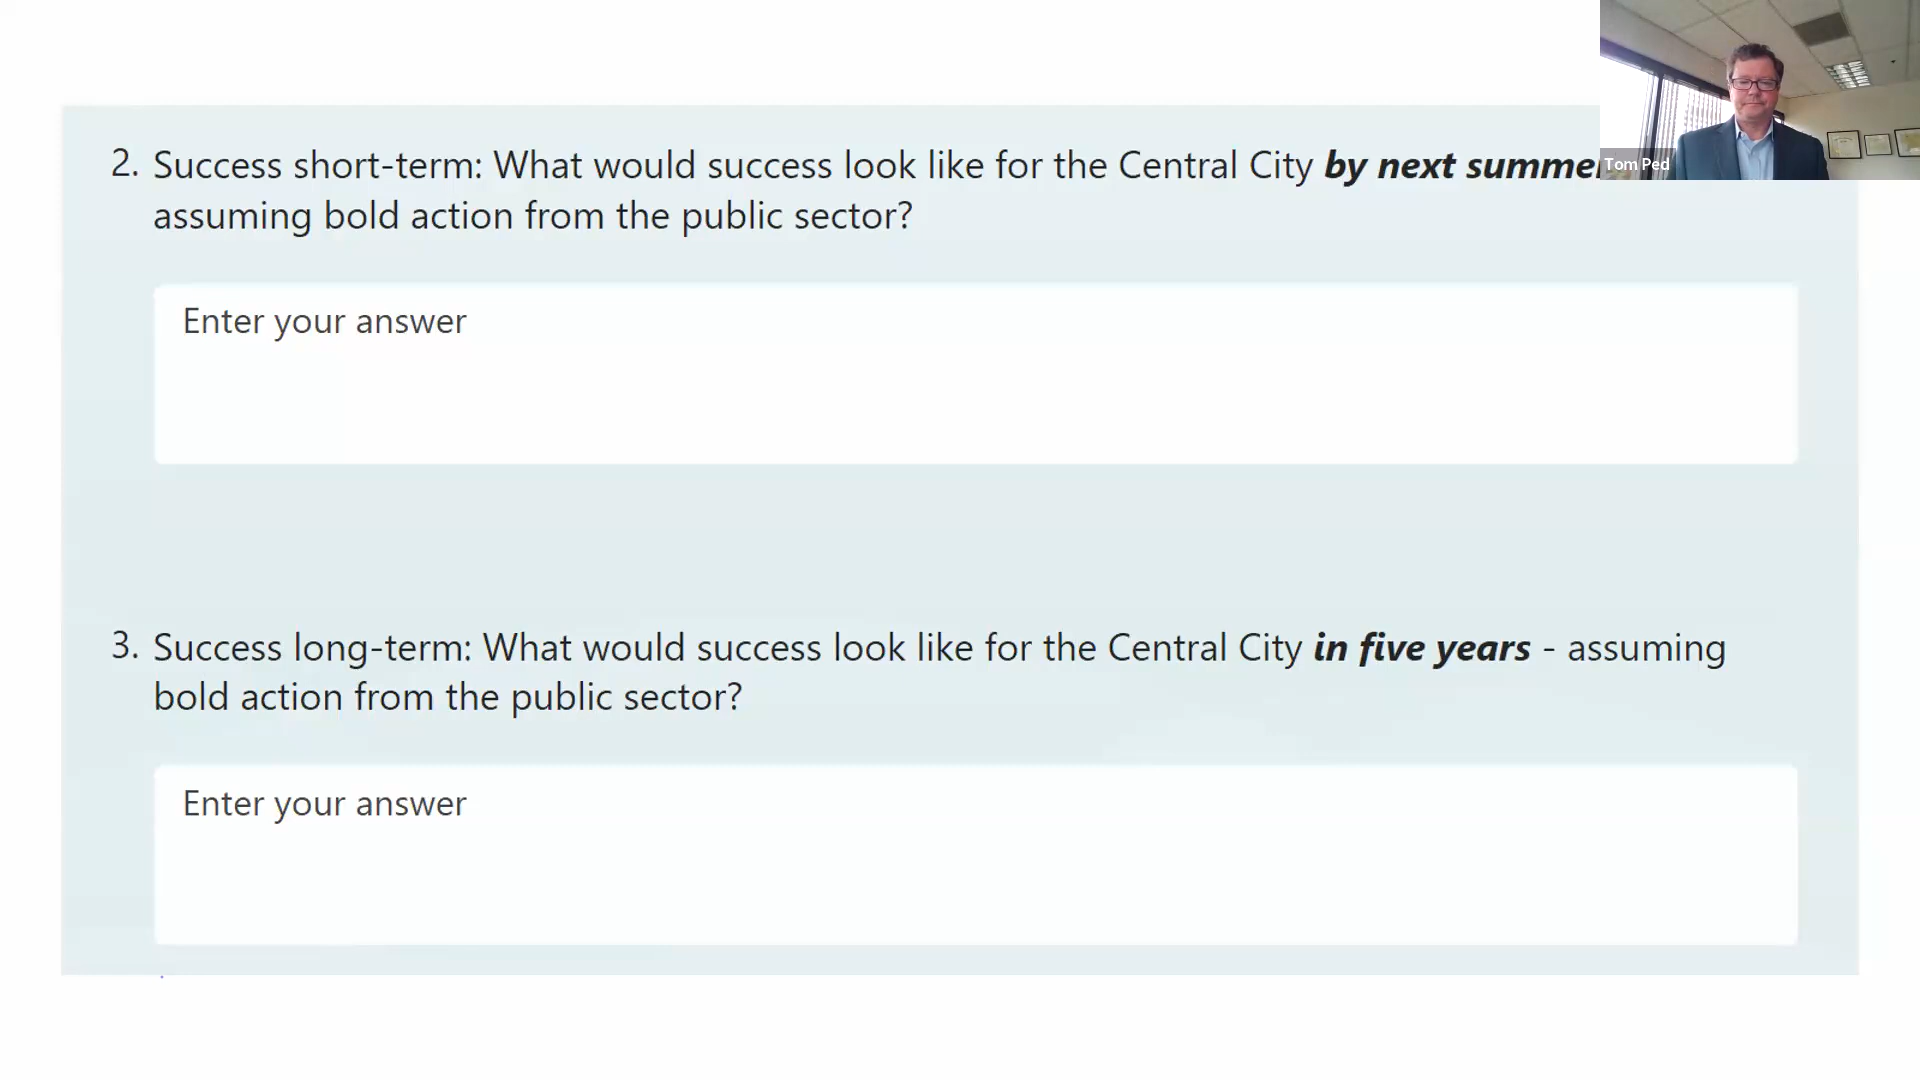 2. Success short-term: What would success look like for the Central City by next summer
assuming bold action from the public sector?
Enter your answer
3. Success long-term: What would success look like for the Central City in five years - assuming
bold action from the public sector?
Enter your answer
Tom Ped